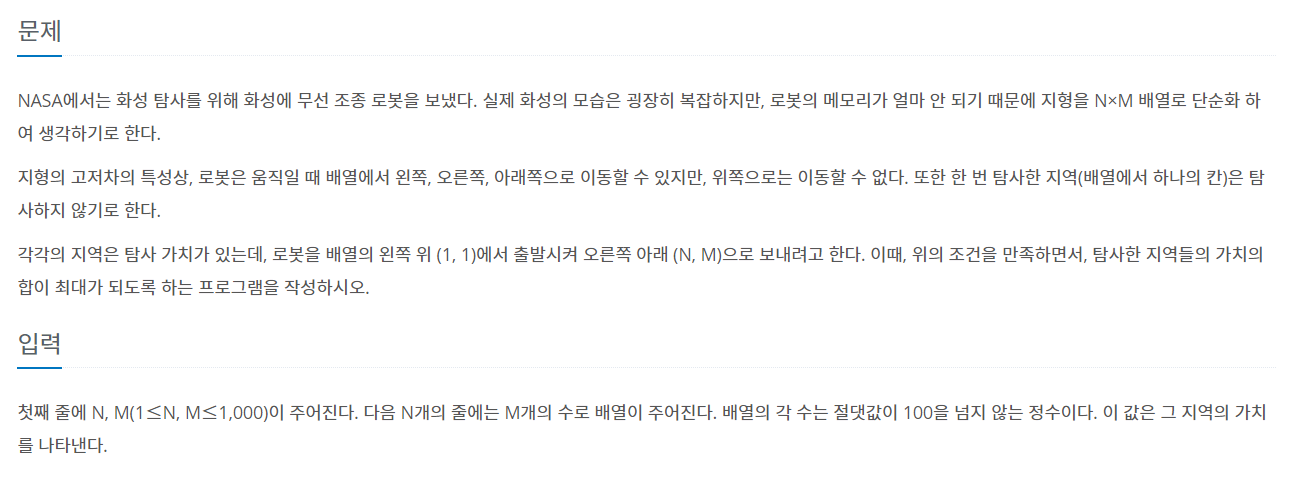 문제
NASA에서는 화성 탐사를 위해 화성에 무선 조종 로봇을 보냈다. 실제 화성의 모습은 굉장히 복잡하지만, 로봇의 메모리가 얼마 안 되기 때문에 지형을 N×M 배열로 단순화 하
여 생각하기로 한다.
지형의 고저차의 특성상, 로봇은 움직일 때 배열에서 왼쪽, 오른쪽, 아래쪽으로 이동할 수 있지만, 위쪽으로는 이동할 수 없다. 또한 한 번 탐사한 지역(배열에서 하나의 칸)은 탐
사하지 않기로 한다.
각각의 지역은 탐사 가치가 있는데, 로봇을 배열의 왼쪽 위 (1, 1)에서 출발시켜 오른쪽 아래 (N, M)으로 보내려고 한다. 이때, 위의 조건을 만족하면서, 탐사한 지역들의 가치의
합이 최대가 되도록 하는 프로그램을 작성하시오.
입력
첫째 줄에 N, M(1≤N, M≤1,000)이 주어진다. 다음 N개의 줄에는 M개의 수로 배열이 주어진다. 배열의 각 수는 절댓값이 100을 넘지 않는 정수이다. 이 값은 그 지역의 가치
를 나타낸다.